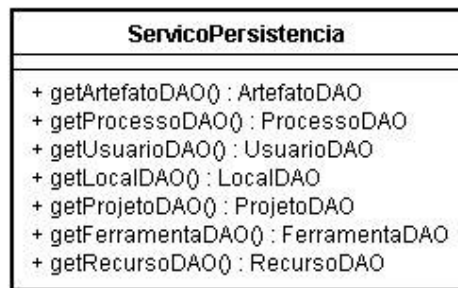 ServicoPersistencia
+ getArtefatoDAO() : ArtefatoDAO
+ getProcessoDAO() : ProcessoDAO
+ getUsuarioDAO() : UsuarioDAO
+ getLocalDAO() : LocalDAO
+ getProjetoDAO() : ProjetoDAO
+ getFerramentaDAO() : FerramentaDAO
+ getRecursoDAO() : RecursoDAO